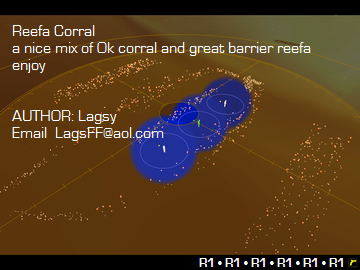 Reefa Corral
a nice mix of Ok corral and great barrier reefa
enjoy
AUTHOR: Lagsy
Email  LagsFF@aol.com
R1 • R1 • R1 • R1 • R1 • R1 r